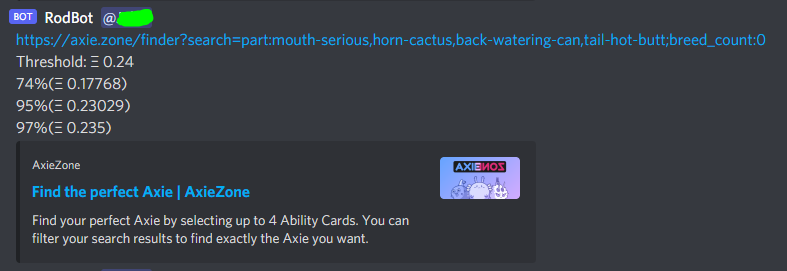 BOT RodBot @
https://axie.zone/finder?search=part:mouth-serious,horn-cactus,back-watering-can,tail-hot-butt;breed_count:0
Threshold: Ξ 0.24
74%(Ξ 0.17768)
95%(Ξ 0.23029)
97%(Ξ 0.235)
AxieZone
AXIEZONE
Find the perfect Axie | AxieZone
Find your perfect Axie by selecting up to 4 Ability Cards. You can
filter your search results to find exactly the Axie you want.